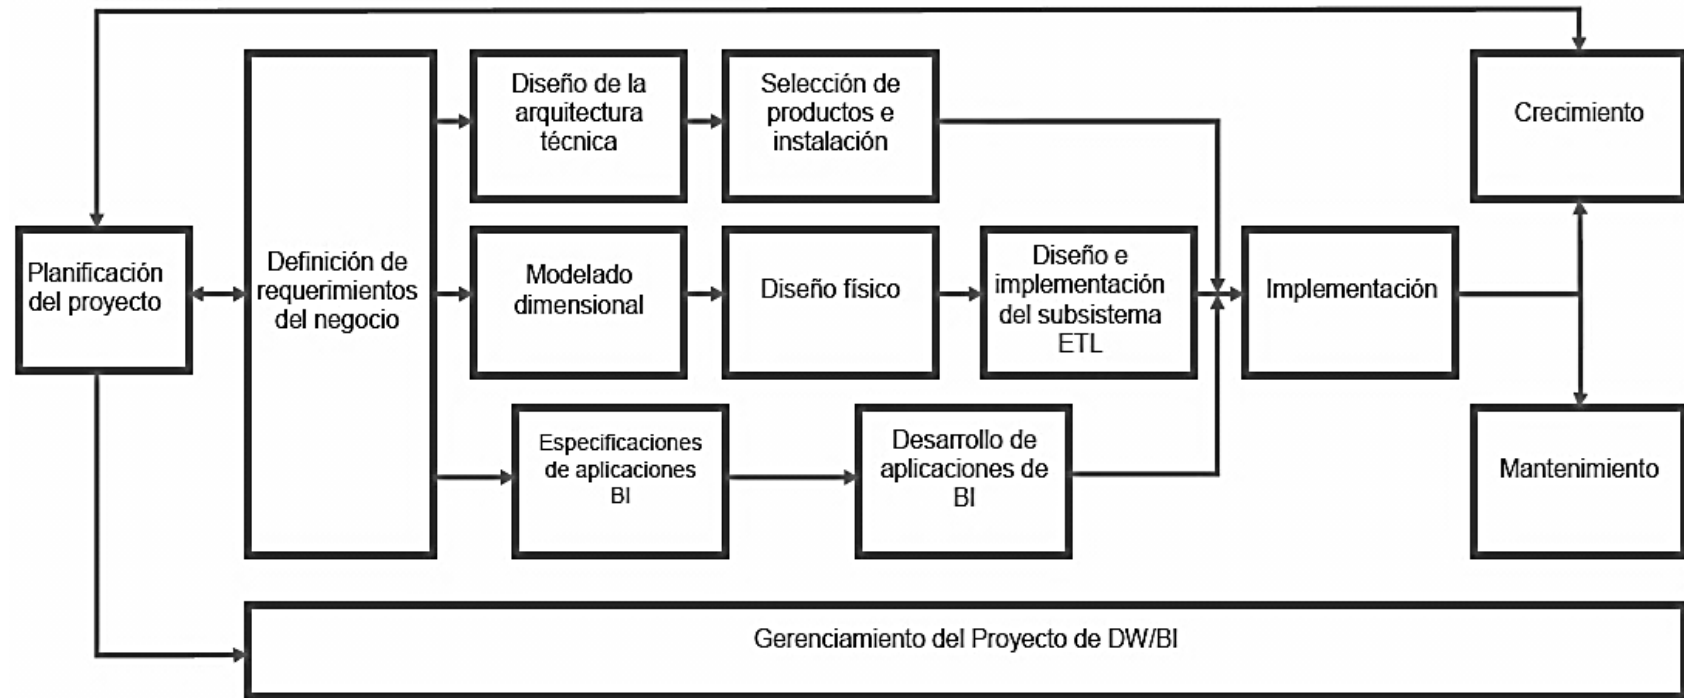 Planificación
del proyecto
Definición de
requerimientos
del negocio
Diseño de la
arquitectura
técnica
Selección de
productos e
instalación
Modelado
dimensional
Diseño físico
Diseño e
implementación
del subsistema
ETL
Especificaciones
de aplicaciones
BI
Desarrollo de
aplicaciones de
BI
Implementación
Crecimiento
Mantenimiento
Gerenciamiento del Proyecto de DW/BI